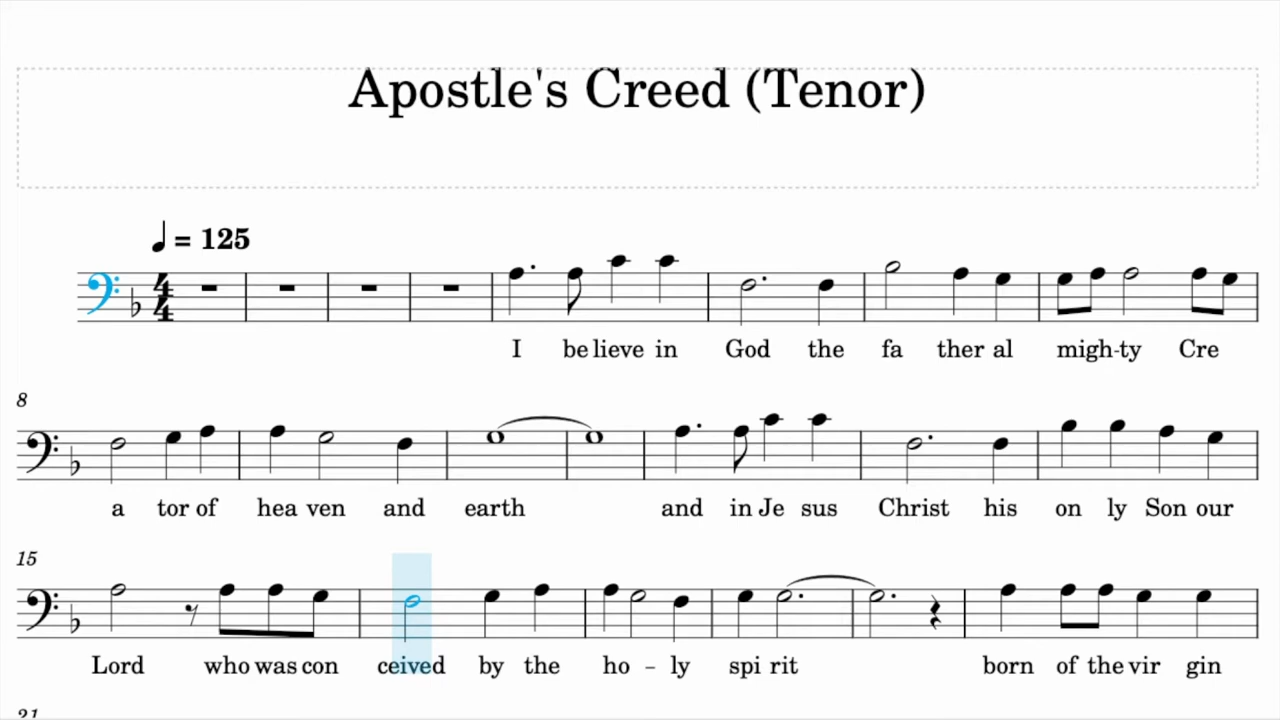 Apostle's Creed (Tenor)
= 125
I be lieve in God the fa ther al migh-ty Cre
8
a tor of hea ven and earth and in Je sus Christ his on ly Son our
15
Lord who was con ceived by the ho - ly spi rit born of the vir gin
21